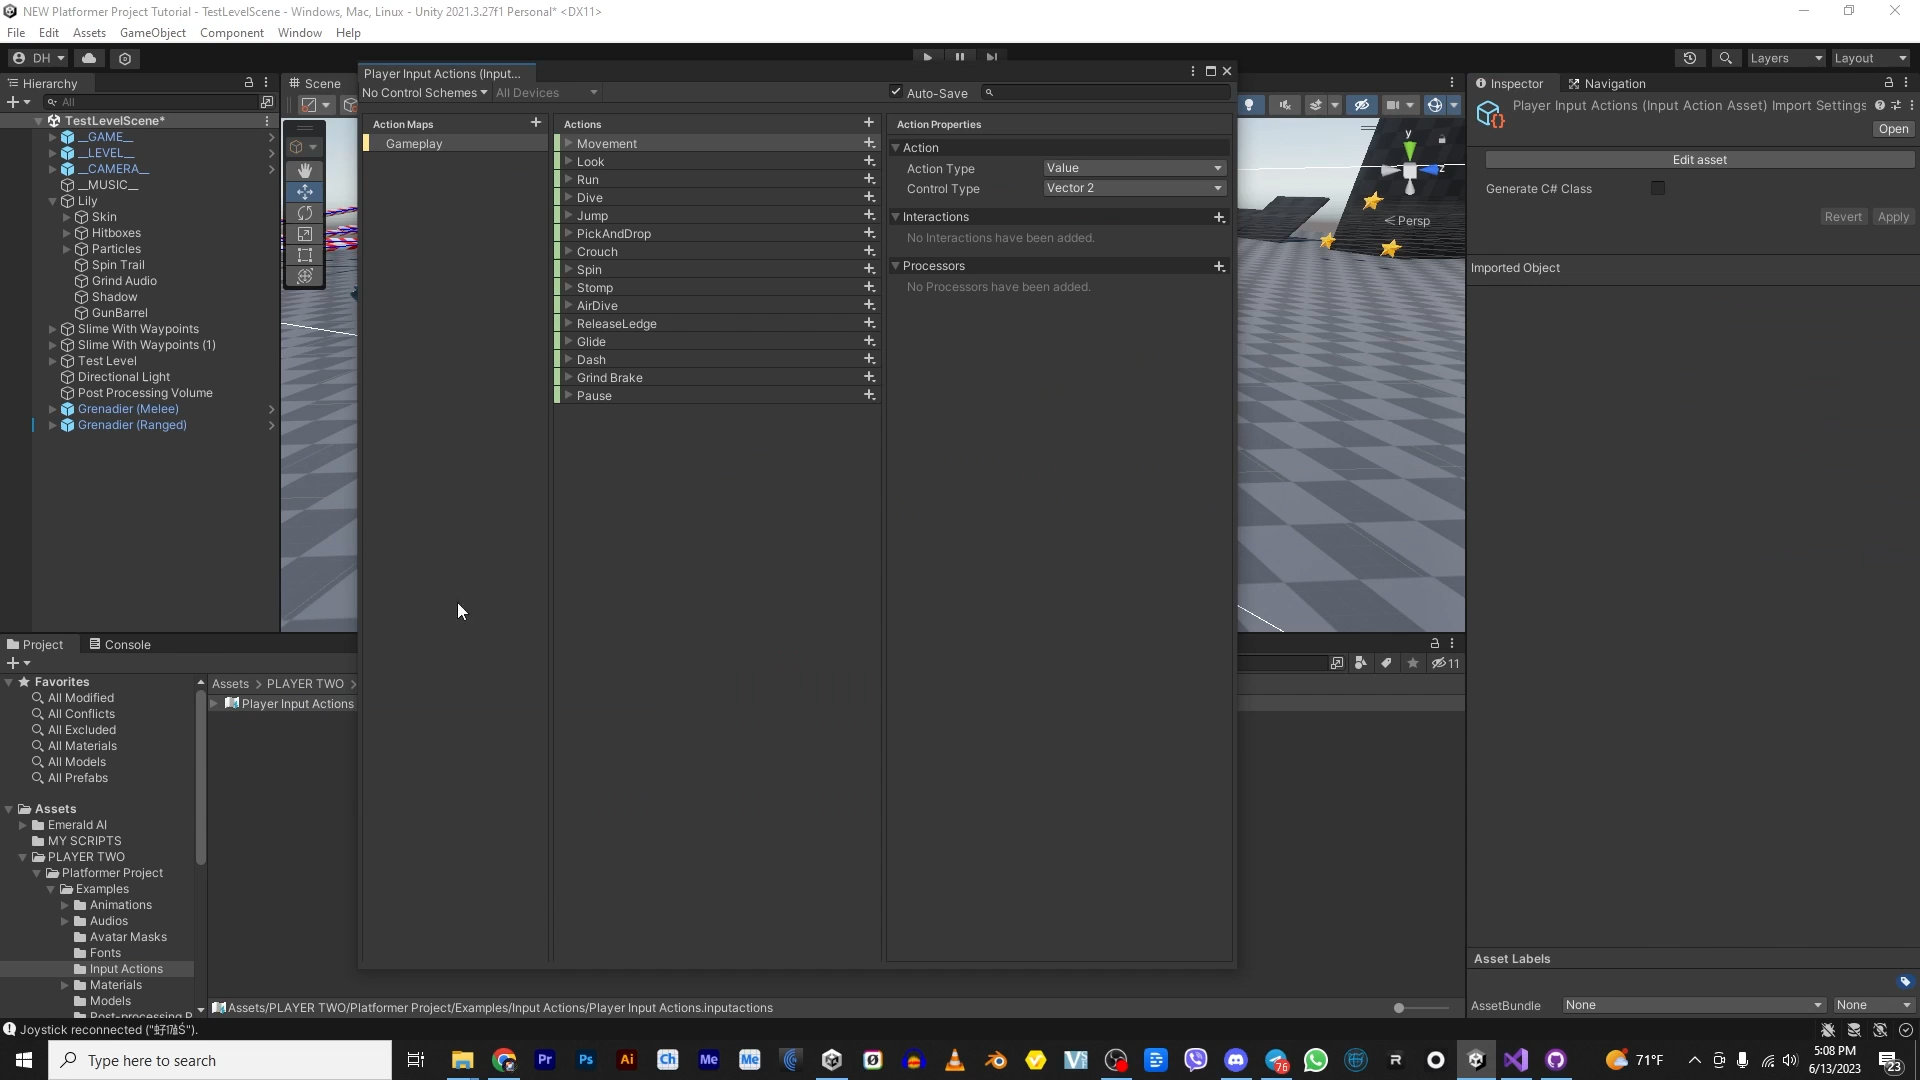 NEW Platformer Project Tutorial - TestLevelScene - Windows, Mac, Linux - Unity 2021.3.27f1 Personal* <DX11>
File Edit Assets GameObject Component Window Help
DH
Layers
Layout
Hierarchy
All
TestLevelScene*
__GAME__
__LEVEL__
__CAMERA__
__MUSIC__
Lily
Skin
Hitboxes
Particles
Spin Trail
Grind Audio
Shadow
GunBarrel
Slime With Waypoints
Slime With Waypoints (1)
Test Level
Directional Light
Post Processing Volume
Grenadier (Melee)
Grenadier (Ranged)
Scene
Player Input Actions (Input...
No Control Schemes
All Devices
Auto-Save
Action Maps
Gameplay
Actions
Movement
Look
Run
Dive
Jump
PickAndDrop
Crouch
Spin
Stomp
AirDive
ReleaseLedge
Glide
Dash
Grind Brake
Pause
Action Properties
Action
Action Type Value
Control Type Vector 2
Interactions
No Interactions have been added.
Processors
No Processors have been added.
y
z
< Persp
Inspector
Navigation
Player Input Actions (Input Action Asset) Import Settings
Open
Edit asset
Generate C# Class
Revert
Apply
Imported Object
Asset Labels
AssetBundle None None
Project
Console
11
Favorites
All Modified
All Conflicts
All Excluded
All Materials
All Models
All Prefabs
Assets
Emerald AI
MY SCRIPTS
PLAYER TWO
Platformer Project
Examples
Animations
Audios
Avatar Masks
Fonts
Input Actions
Materials
Models
Post-processing P
Assets > PLAYER TWO >
Player Input Actions
Assets/PLAYER TWO/Platformer Project/Examples/Input Actions/Player Input Actions.inputactions
Joystick reconnected ("
Type here to search
Pr
Ps
Ai
Ch
Me
Me
76
R
71°F
5:08 PM
6/13/2023
23